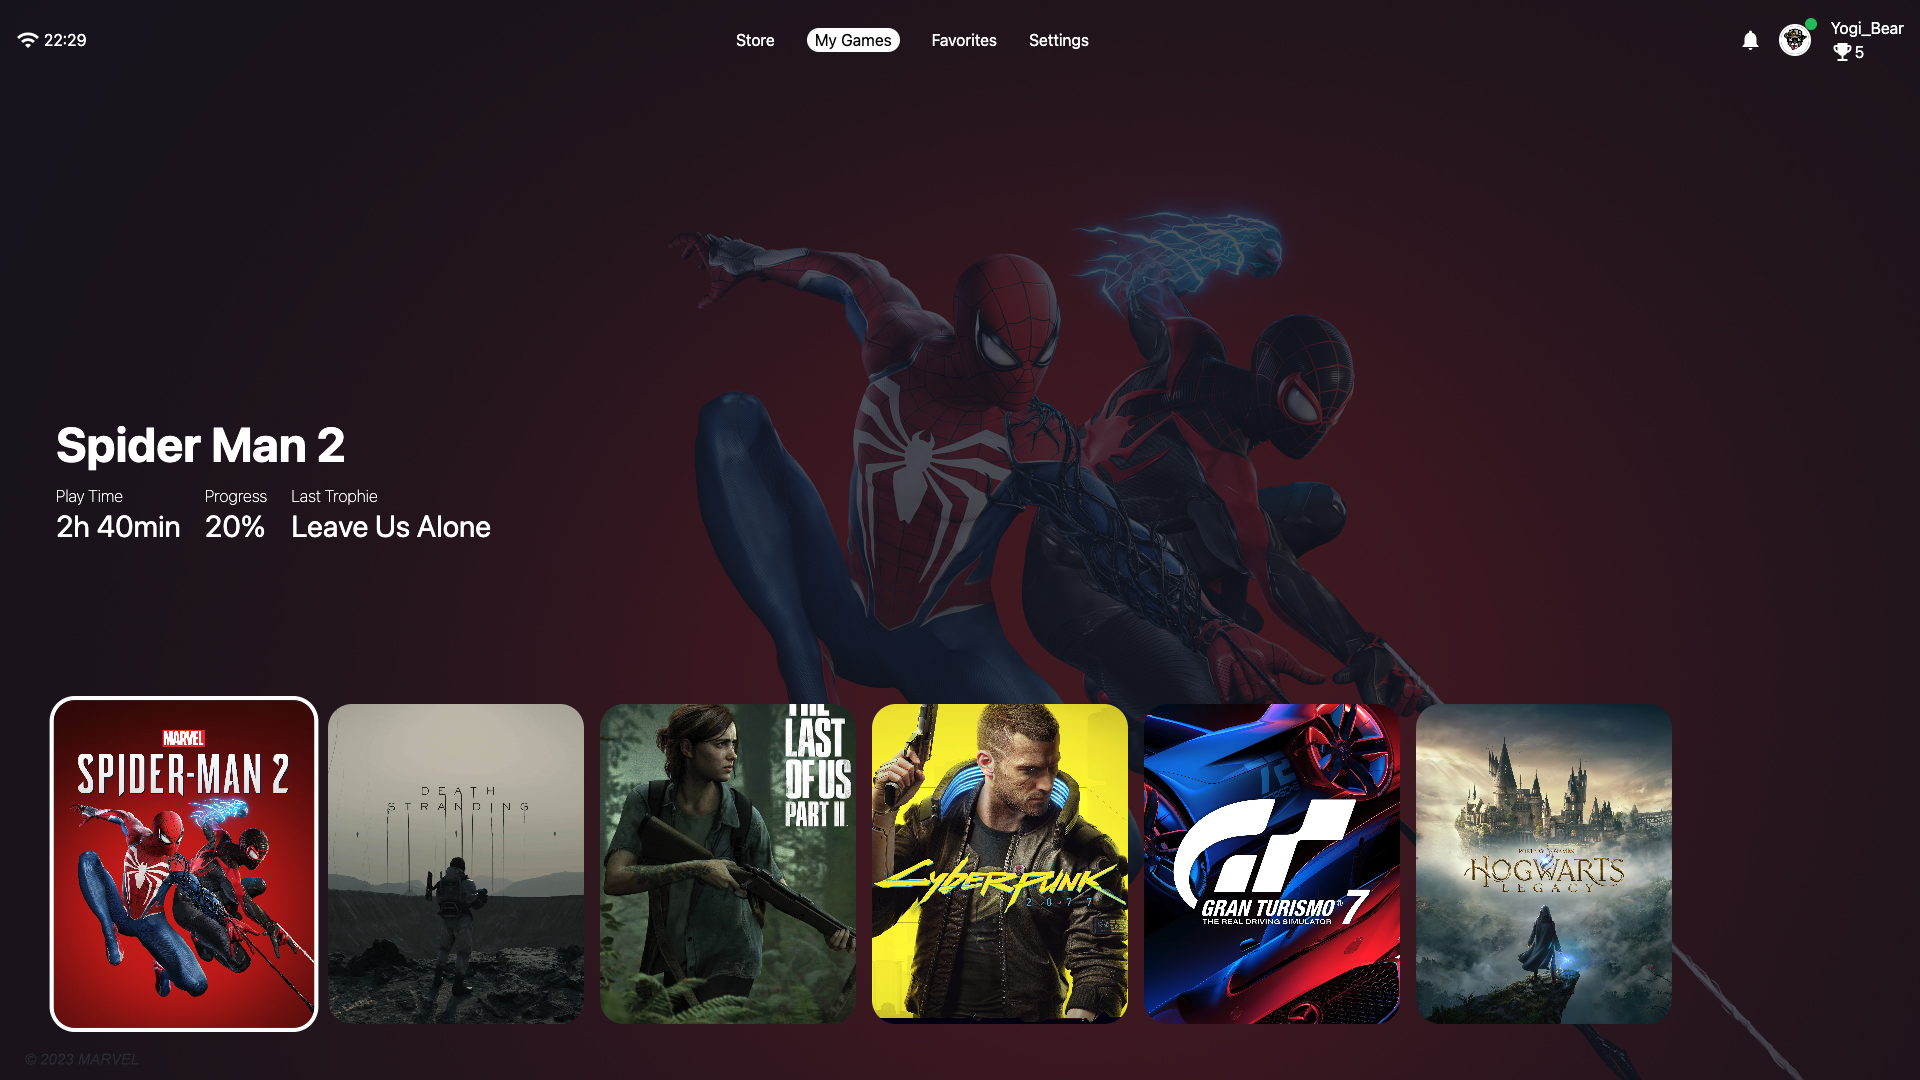 22:29
Store
My Games
Favorites
Settings
Yogi_Bear
5
Spider Man 2
Play Time
Progress
Last Trophie
2h 40min
20%
Leave Us Alone
MARVEL
SPIDER-MAN 2
DEATH
STRANDING
THE
LAST
OF US
PART II
CYBERPUNK
2077
GRAN TURISMO 7
THE REAL DRIVING SIMULATOR
HOGWARTS
LEGACY
© 2023 MARVEL